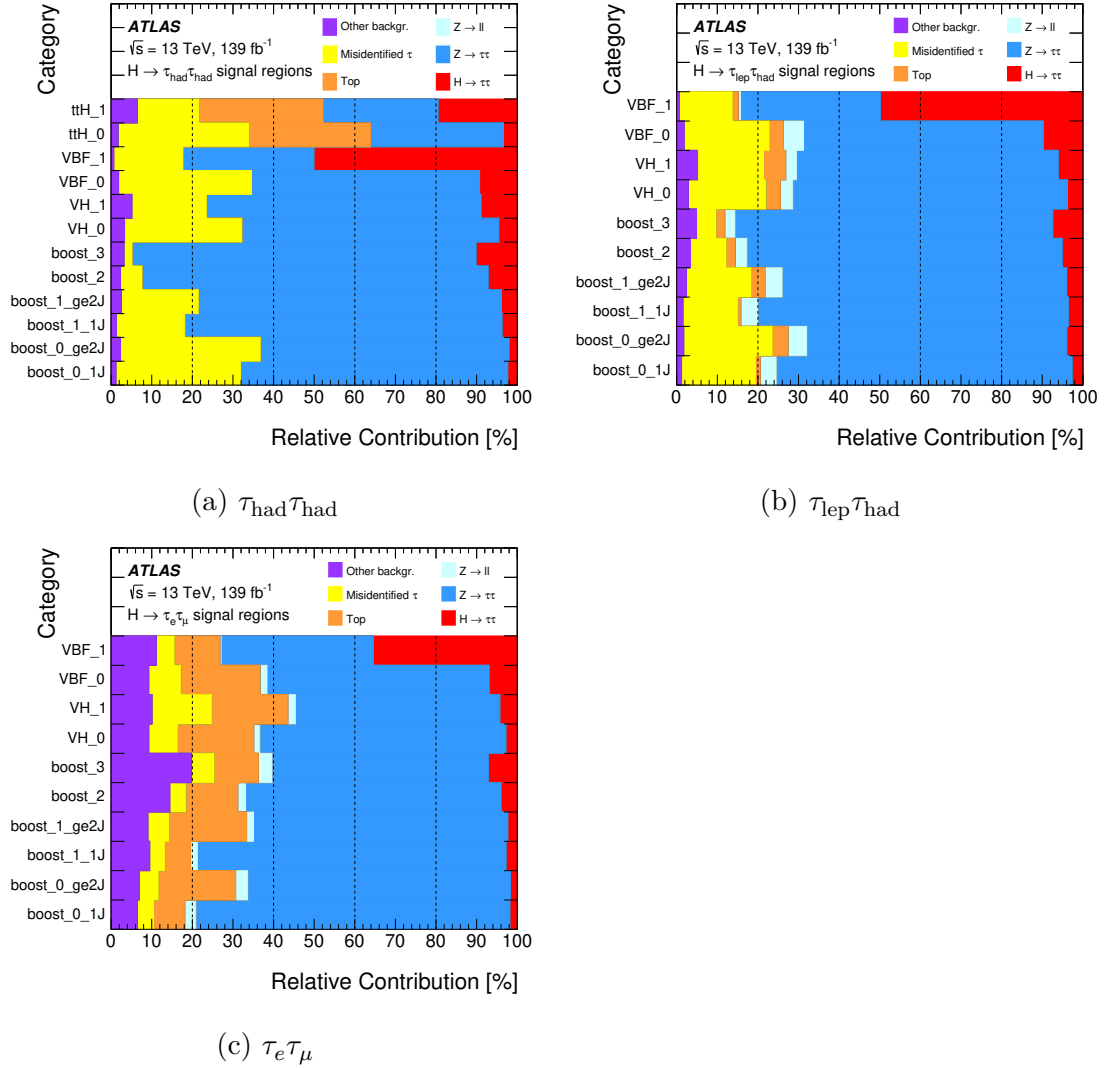 Category
ATLAS
√s = 13 TeV, 139 fb⁻¹
H → τhadτhad signal regions
Other backgr.
Misidentified τ
Top
Z → ll
Z → ττ
H → ττ
ttH_1
ttH_0
VBF_1
VBF_0
VH_1
VH_0
boost_3
boost_2
boost_1_ge2J
boost_1_1J
boost_0_ge2J
boost_0_1J
0 10 20 30 40 50 60 70 80 90 100
Relative Contribution [%]
(a) τhadτhad
Category
ATLAS
√s = 13 TeV, 139 fb⁻¹
H → τlepτhad signal regions
Other backgr.
Misidentified τ
Top
Z → ll
Z → ττ
H → ττ
VBF_1
VBF_0
VH_1
VH_0
boost_3
boost_2
boost_1_ge2J
boost_1_1J
boost_0_ge2J
boost_0_1J
0 10 20 30 40 50 60 70 80 90 100
Relative Contribution [%]
(b) τlepτhad
Category
ATLAS
√s = 13 TeV, 139 fb⁻¹
H → τeτμ signal regions
Other backgr.
Misidentified τ
Top
Z → ll
Z → ττ
H → ττ
VBF_1
VBF_0
VH_1
VH_0
boost_3
boost_2
boost_1_ge2J
boost_1_1J
boost_0_ge2J
boost_0_1J
0 10 20 30 40 50 60 70 80 90 100
Relative Contribution [%]
(c) τeτμ